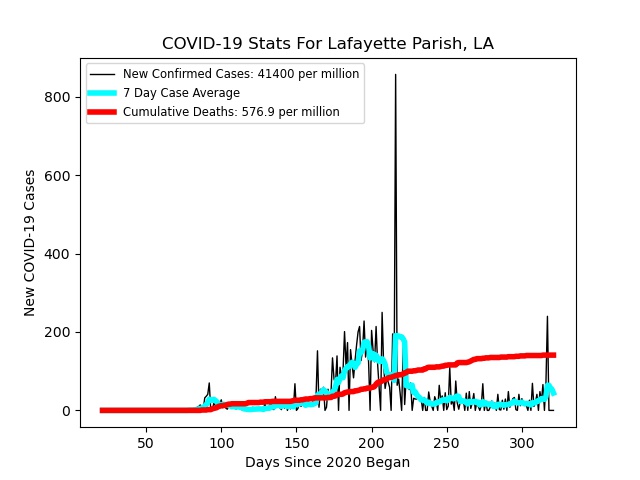 COVID-19 Stats For Lafayette Parish, LA
New Confirmed Cases: 41400 per million
7 Day Case Average
Cumulative Deaths: 576.9 per million
New COVID-19 Cases
800
600
400
200
0
50 100 150 200 250 300
Days Since 2020 Began